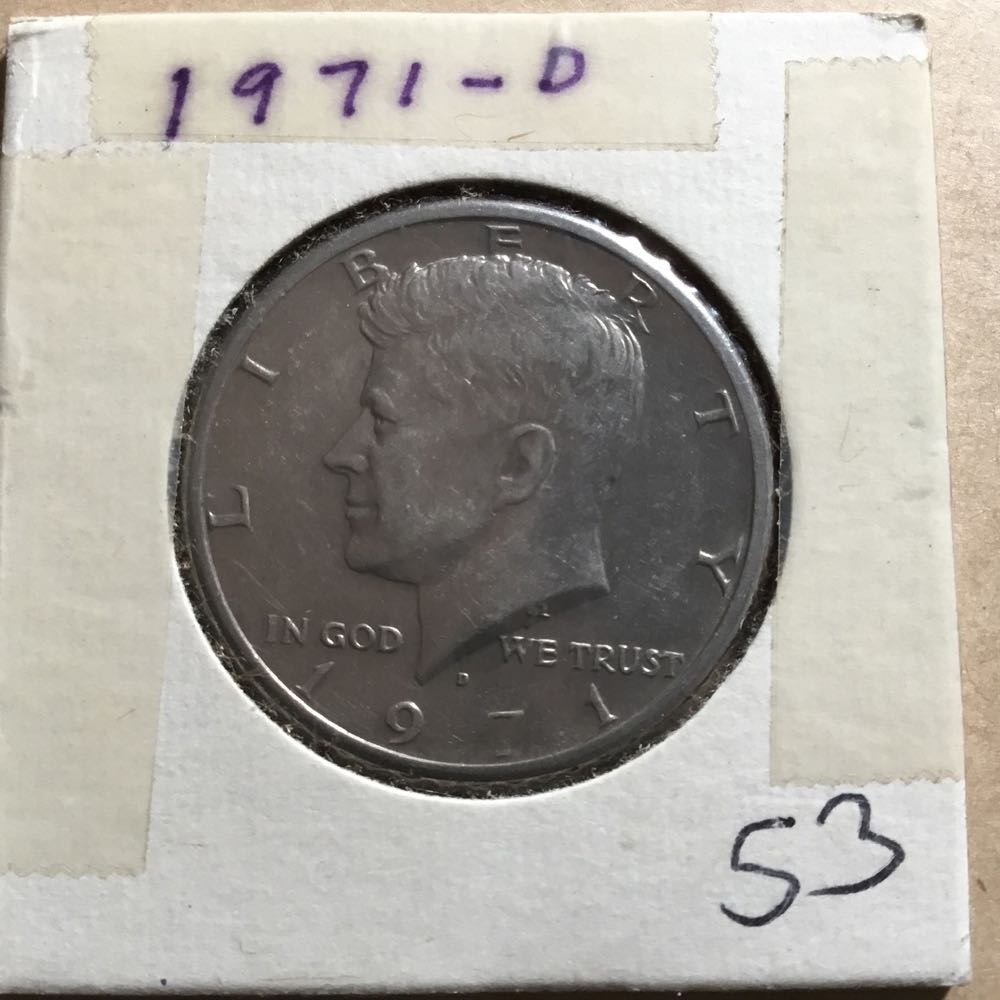 1971-D
LIBERTY
IN GOD WE TRUST
D
1971
53